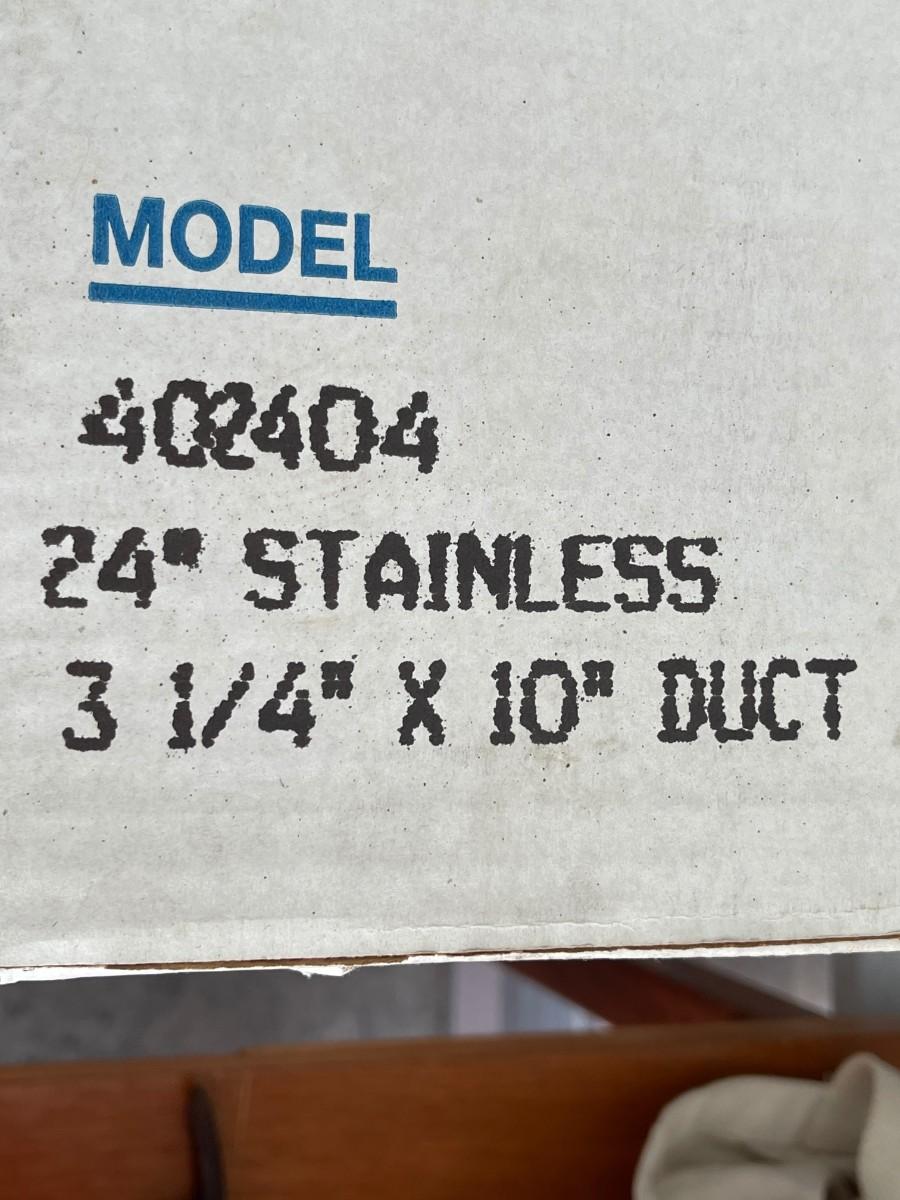 MODEL
402404
24" STAINLESS
3 1/4" X 10" DUCT